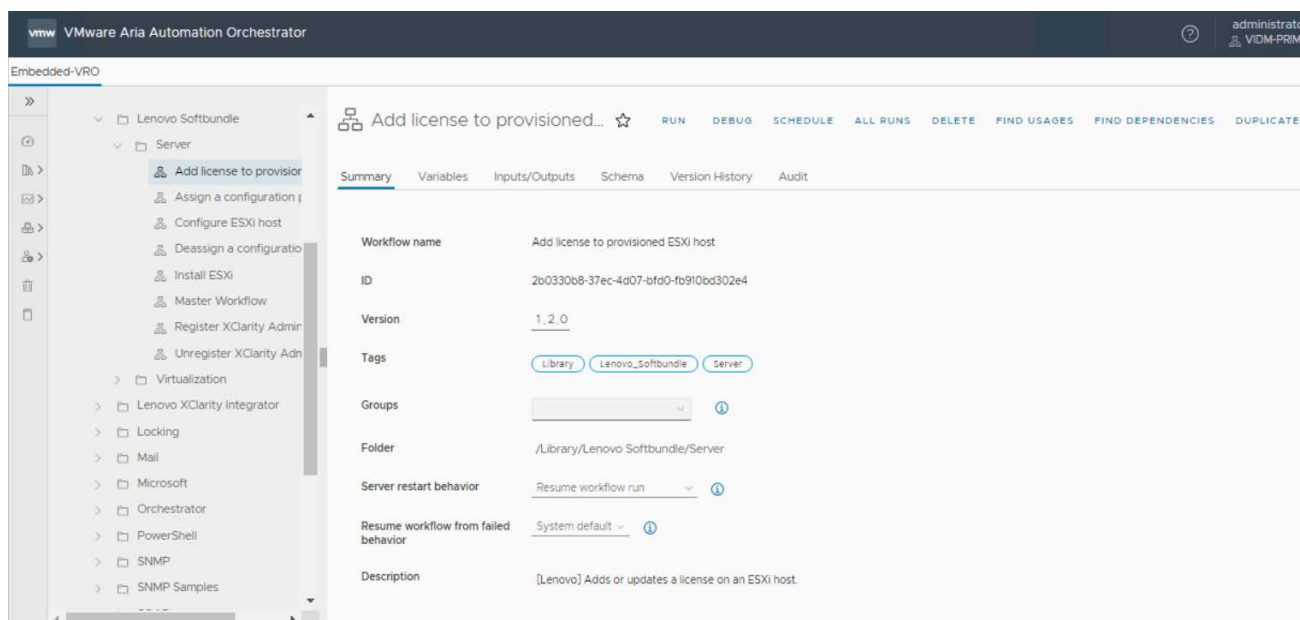 vmw VMware Aria Automation Orchestrator
administrato
VIDM-PRIM
Embedded-VRO
Lenovo Softbundle
Server
Add license to provision
Assign a configuration p
Configure ESXi host
Deassign a configuratio
Install ESXi
Master Workflow
Register XClarity Admin
Unregister XClarity Adn
Virtualization
Lenovo XClarity Integrator
Locking
Mail
Microsoft
Orchestrator
PowerShell
SNMP
SNMP Samples
Add license to provisioned... RUN DEBUG SCHEDULE ALL RUNS DELETE FIND USAGES FIND DEPENDENCIES DUPLICATE
Summary Variables Inputs/Outputs Schema Version History Audit
Workflow name Add license to provisioned ESXi host
ID 2b0330b8-37ec-4d07-bfd0-fb910bd302e4
Version 1.2.0
Tags Library Lenovo_Softbundle Server
Groups
Folder /Library/Lenovo Softbundle/Server
Server restart behavior Resume workflow run
Resume workflow from failed System default
behavior
Description [Lenovo] Adds or updates a license on an ESXi host.